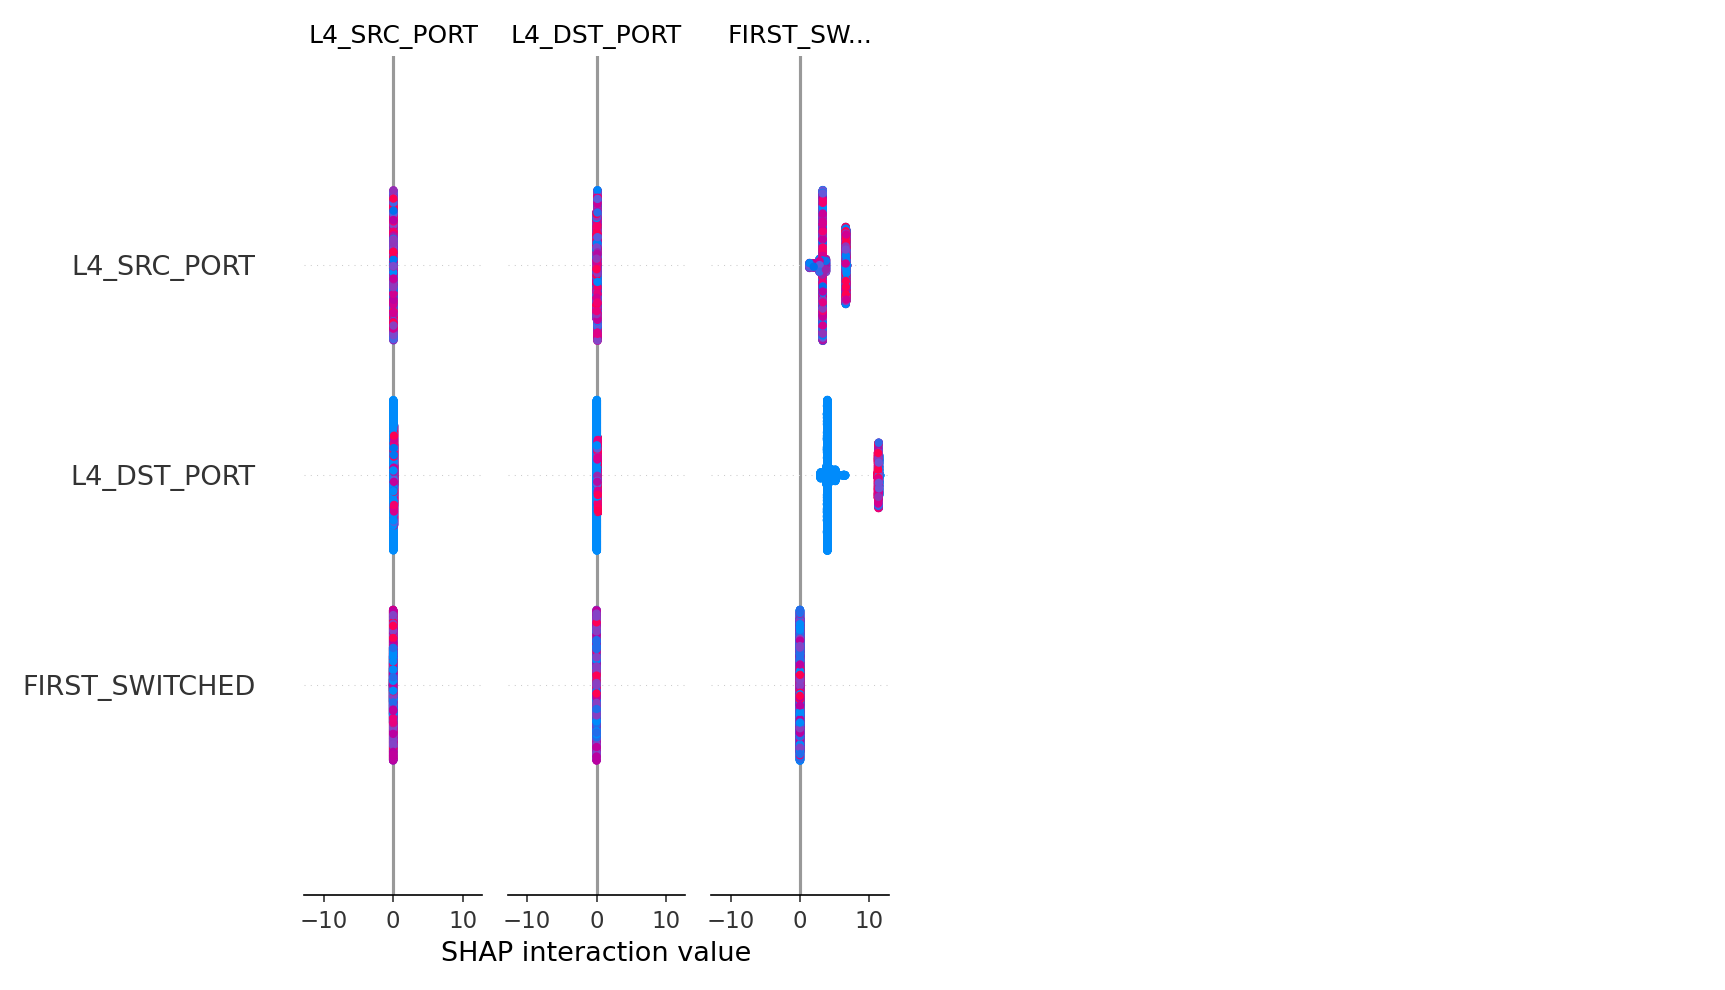 L4_SRC_PORT L4_DST_PORT FIRST_SW...
L4_SRC_PORT
L4_DST_PORT
FIRST_SWITCHED
−10 0 10 −10 0 10 −10 0 10
SHAP interaction value